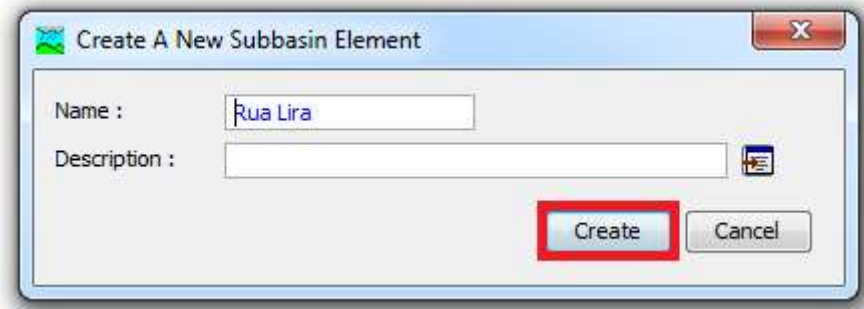 Create A New Subbasin Element
Name : Rua Lira
Description :
Create Cancel